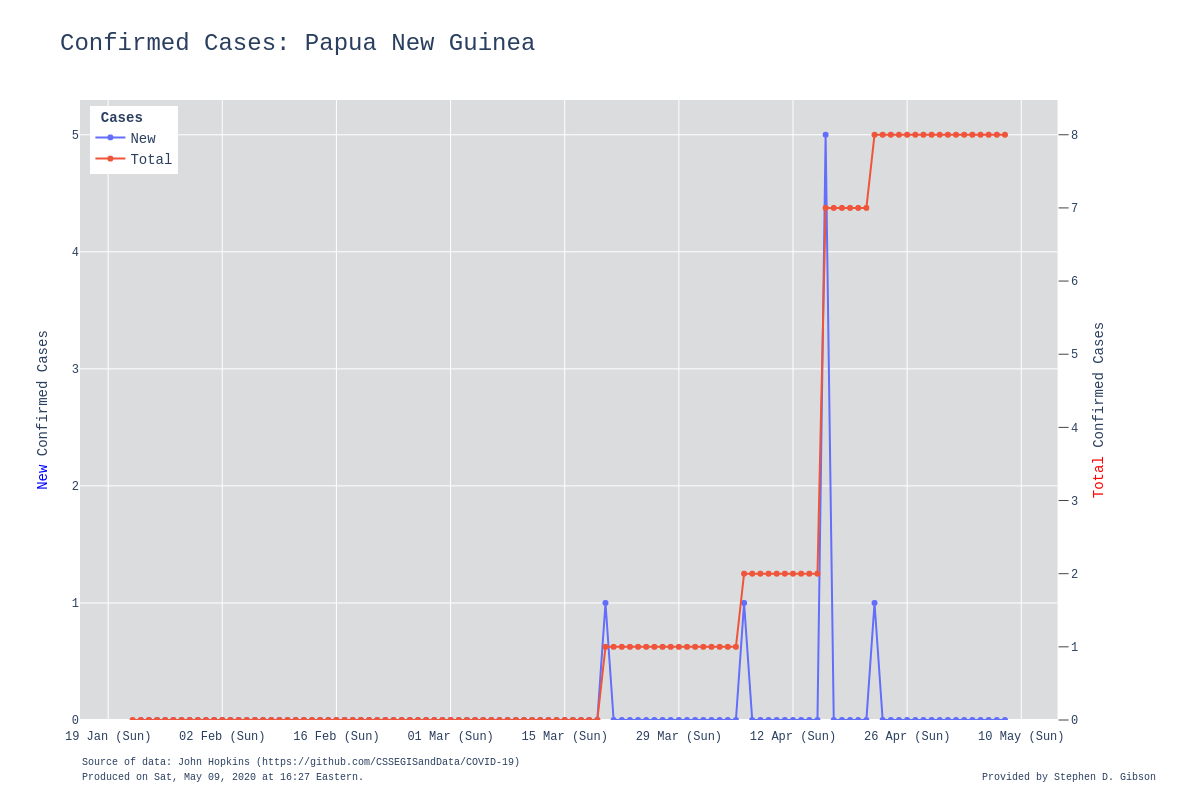 Confirmed Cases: Papua New Guinea
Cases
New
Total
5
4
3
2
1
0
New Confirmed Cases
8
7
6
5
4
3
2
1
0
Total Confirmed Cases
19 Jan (Sun) 02 Feb (Sun) 16 Feb (Sun) 01 Mar (Sun) 15 Mar (Sun) 29 Mar (Sun) 12 Apr (Sun) 26 Apr (Sun) 10 May (Sun)
Source of data: John Hopkins (https://github.com/CSSEGISandData/COVID-19)
Produced on Sat, May 09, 2020 at 16:27 Eastern.
Provided by Stephen D. Gibson